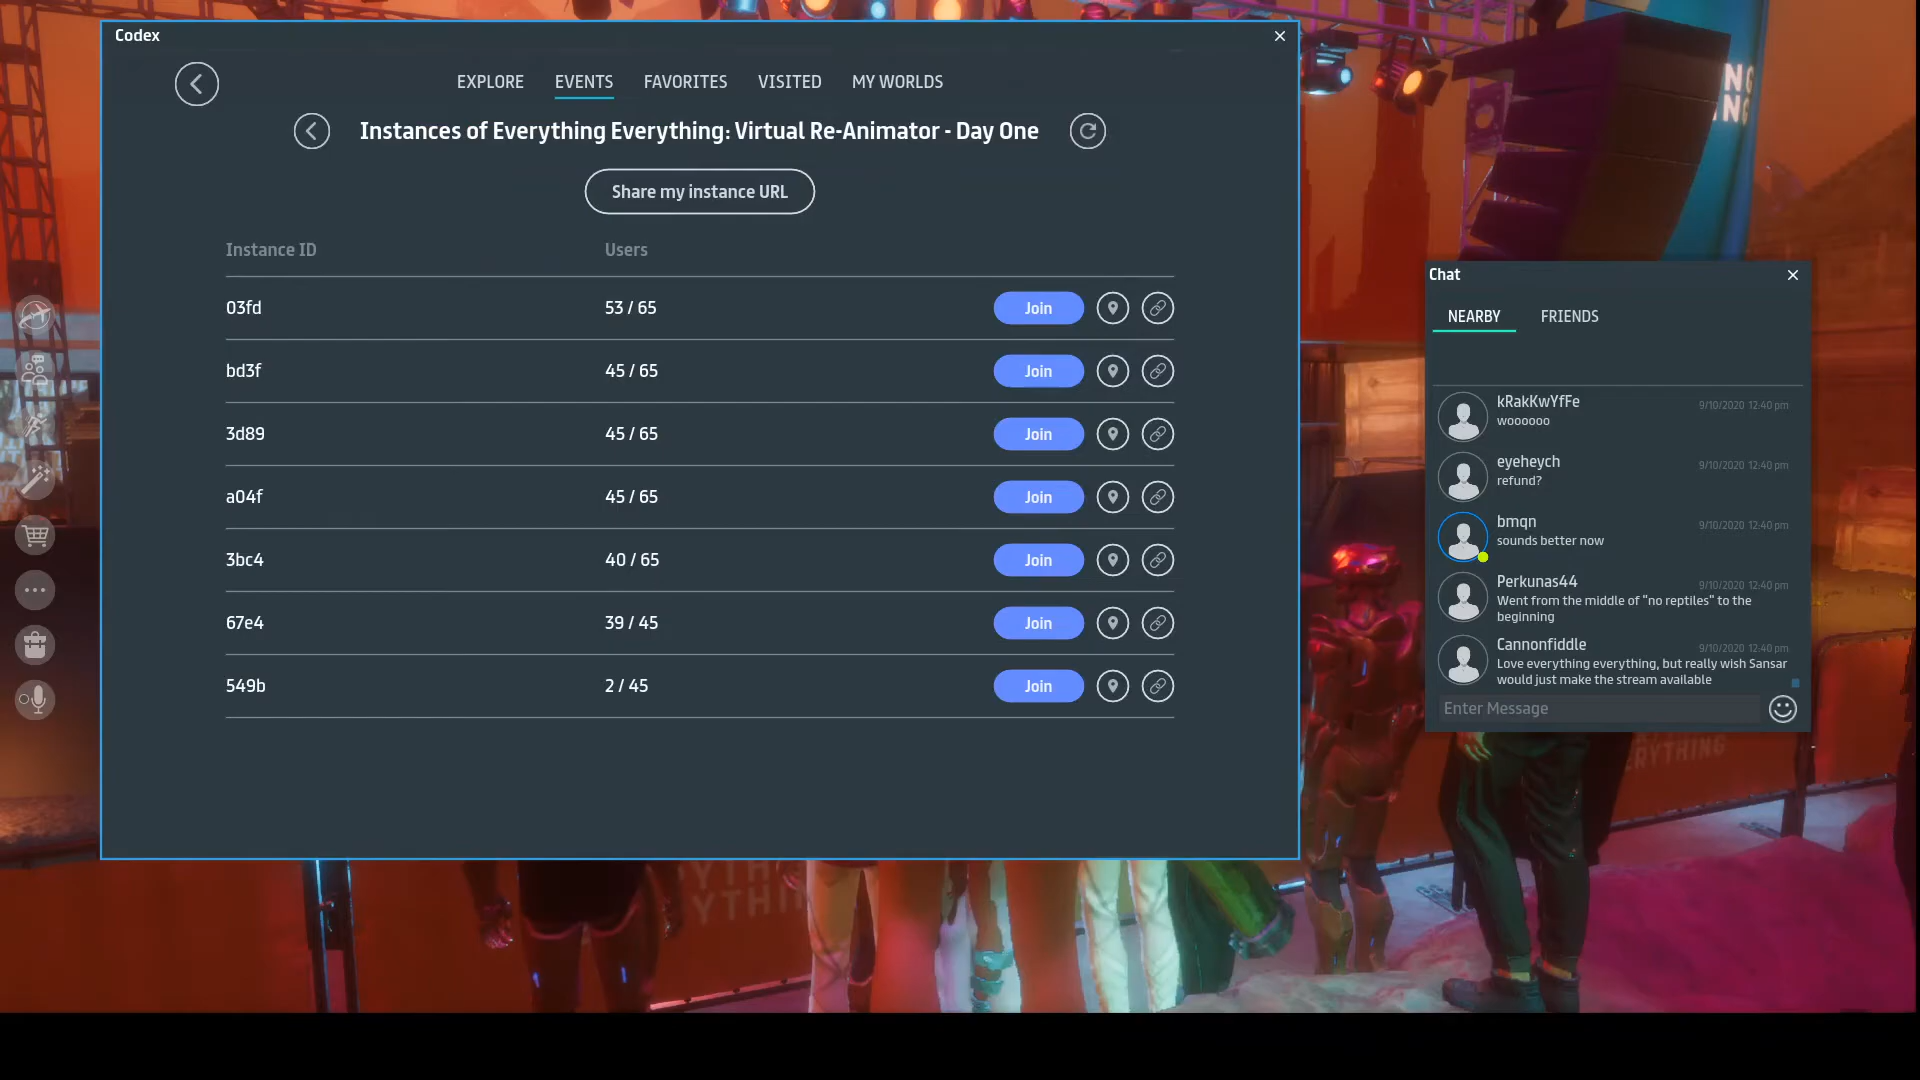 Codex
EXPLORE EVENTS FAVORITES VISITED MY WORLDS
Instances of Everything Everything: Virtual Re-Animator - Day One
Share my instance URL
Instance ID Users
03fd 53 / 65 Join
bd3f 45 / 65 Join
3d89 45 / 65 Join
a04f 45 / 65 Join
3bc4 40 / 65 Join
67e4 39 / 45 Join
549b 2 / 45 Join
NG
NG
Chat
NEARBY FRIENDS
kRakKwYfFe 9/10/2020 12:40 pm
woooooo
eyeheych 9/10/2020 12:40 pm
refund?
bmqn 9/10/2020 12:40 pm
sounds better now
Perkunas44 9/10/2020 12:40 pm
Went from the middle of "no reptiles" to the
beginning
Cannonfiddle 9/10/2020 12:40 pm
Love everything everything, but really wish Sansar
would just make the stream available
Enter Message
ERYTHING
YTH
YTHI